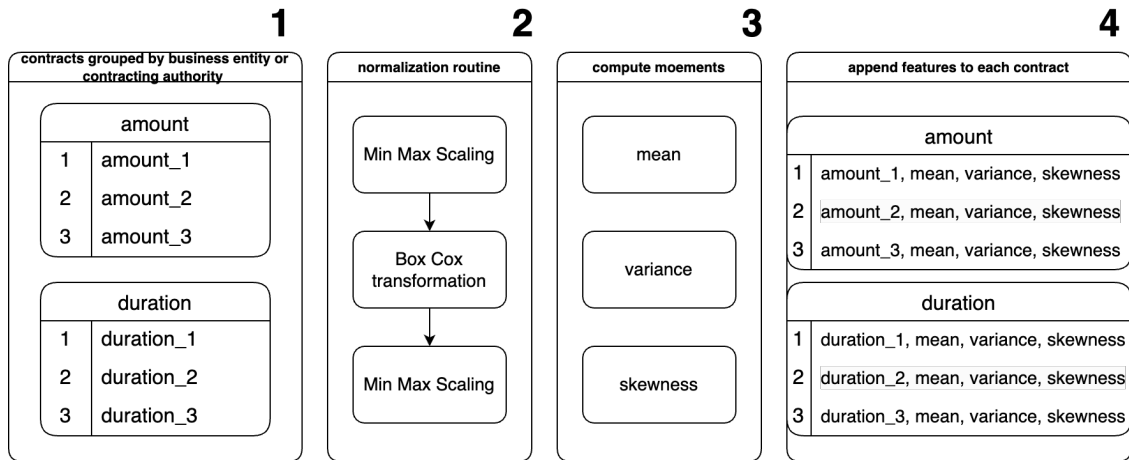 1
contracts grouped by business entity or
contracting authority
amount
1 amount_1
2 amount_2
3 amount_3
duration
1 duration_1
2 duration_2
3 duration_3
2
normalization routine
Min Max Scaling
Box Cox
transformation
Min Max Scaling
3
compute moements
mean
variance
skewness
4
append features to each contract
amount
1 amount_1, mean, variance, skewness
2 amount_2, mean, variance, skewness
3 amount_3, mean, variance, skewness
duration
1 duration_1, mean, variance, skewness
2 duration_2, mean, variance, skewness
3 duration_3, mean, variance, skewness